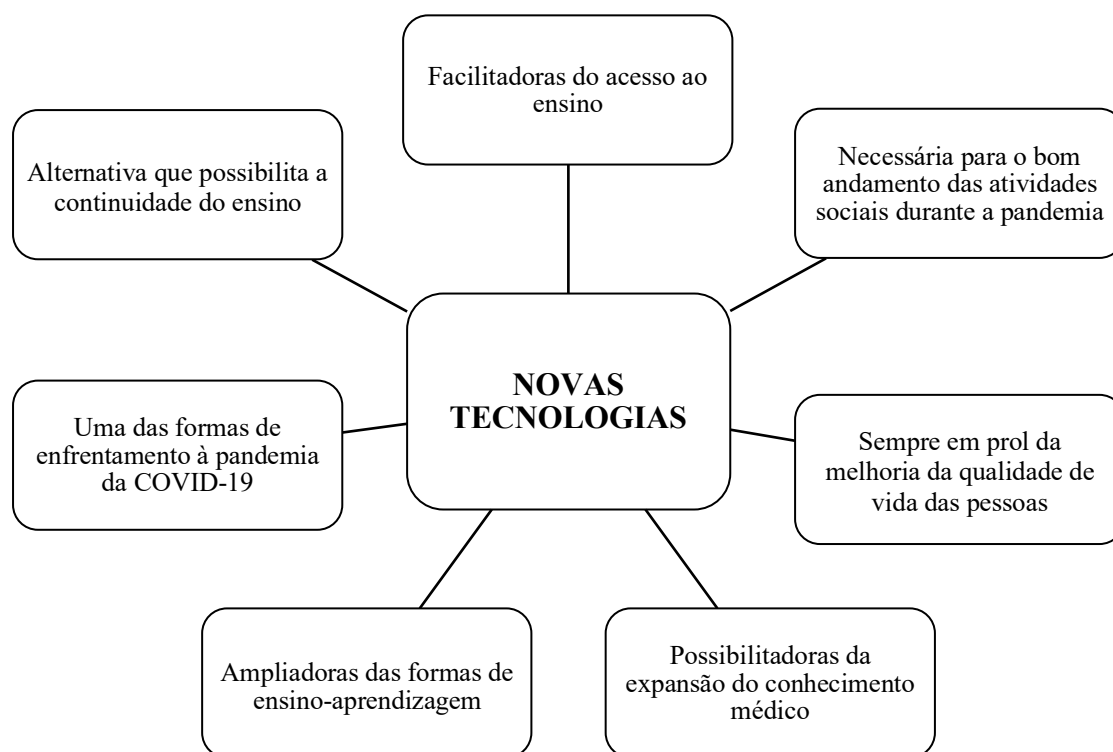 Facilitadoras do acesso ao
ensino
Alternativa que possibilita a
continuidade do ensino
Necessária para o bom
andamento das atividades
sociais durante a pandemia
NOVAS
TECNOLOGIAS
Uma das formas de
enfrentamento à pandemia
da COVID-19
Sempre em prol da
melhoria da qualidade de
vida das pessoas
Ampliadoras das formas de
ensino-aprendizagem
Possibilitadoras da
expansão do conhecimento
médico